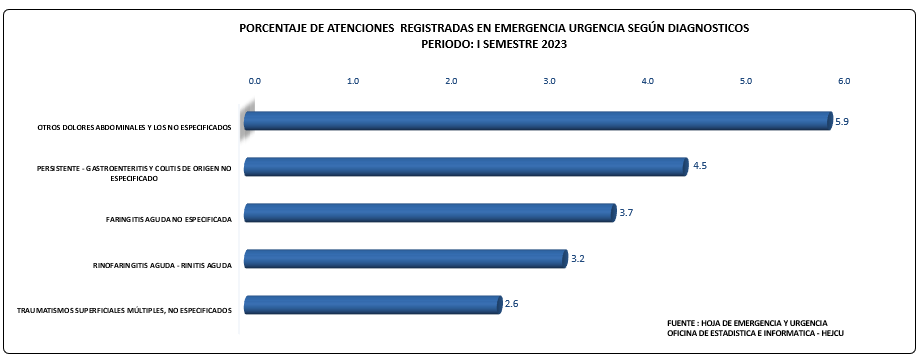 PORCENTAJE DE ATENCIONES REGISTRADAS EN EMERGENCIA URGENCIA SEGÚN DIAGNOSTICOS
PERIODO: I SEMESTRE 2023
0.0 1.0 2.0 3.0 4.0 5.0 6.0
OTROS DOLORES ABDOMINALES Y LOS NO ESPECIFICADOS 5.9
PERSISTENTE - GASTROENTERITIS Y COLITIS DE ORIGEN NO
ESPECIFICADO
4.5
FARINGITIS AGUDA NO ESPECIFICADA 3.7
RINOFARINGITIS AGUDA - RINITIS AGUDA 3.2
TRAUMATISMOS SUPERFICIALES MÚLTIPLES, NO ESPECIFICADOS 2.6
FUENTE : HOJA DE EMERGENCIA Y URGENCIA
OFICINA DE ESTADISTICA E INFORMATICA - HEJCU